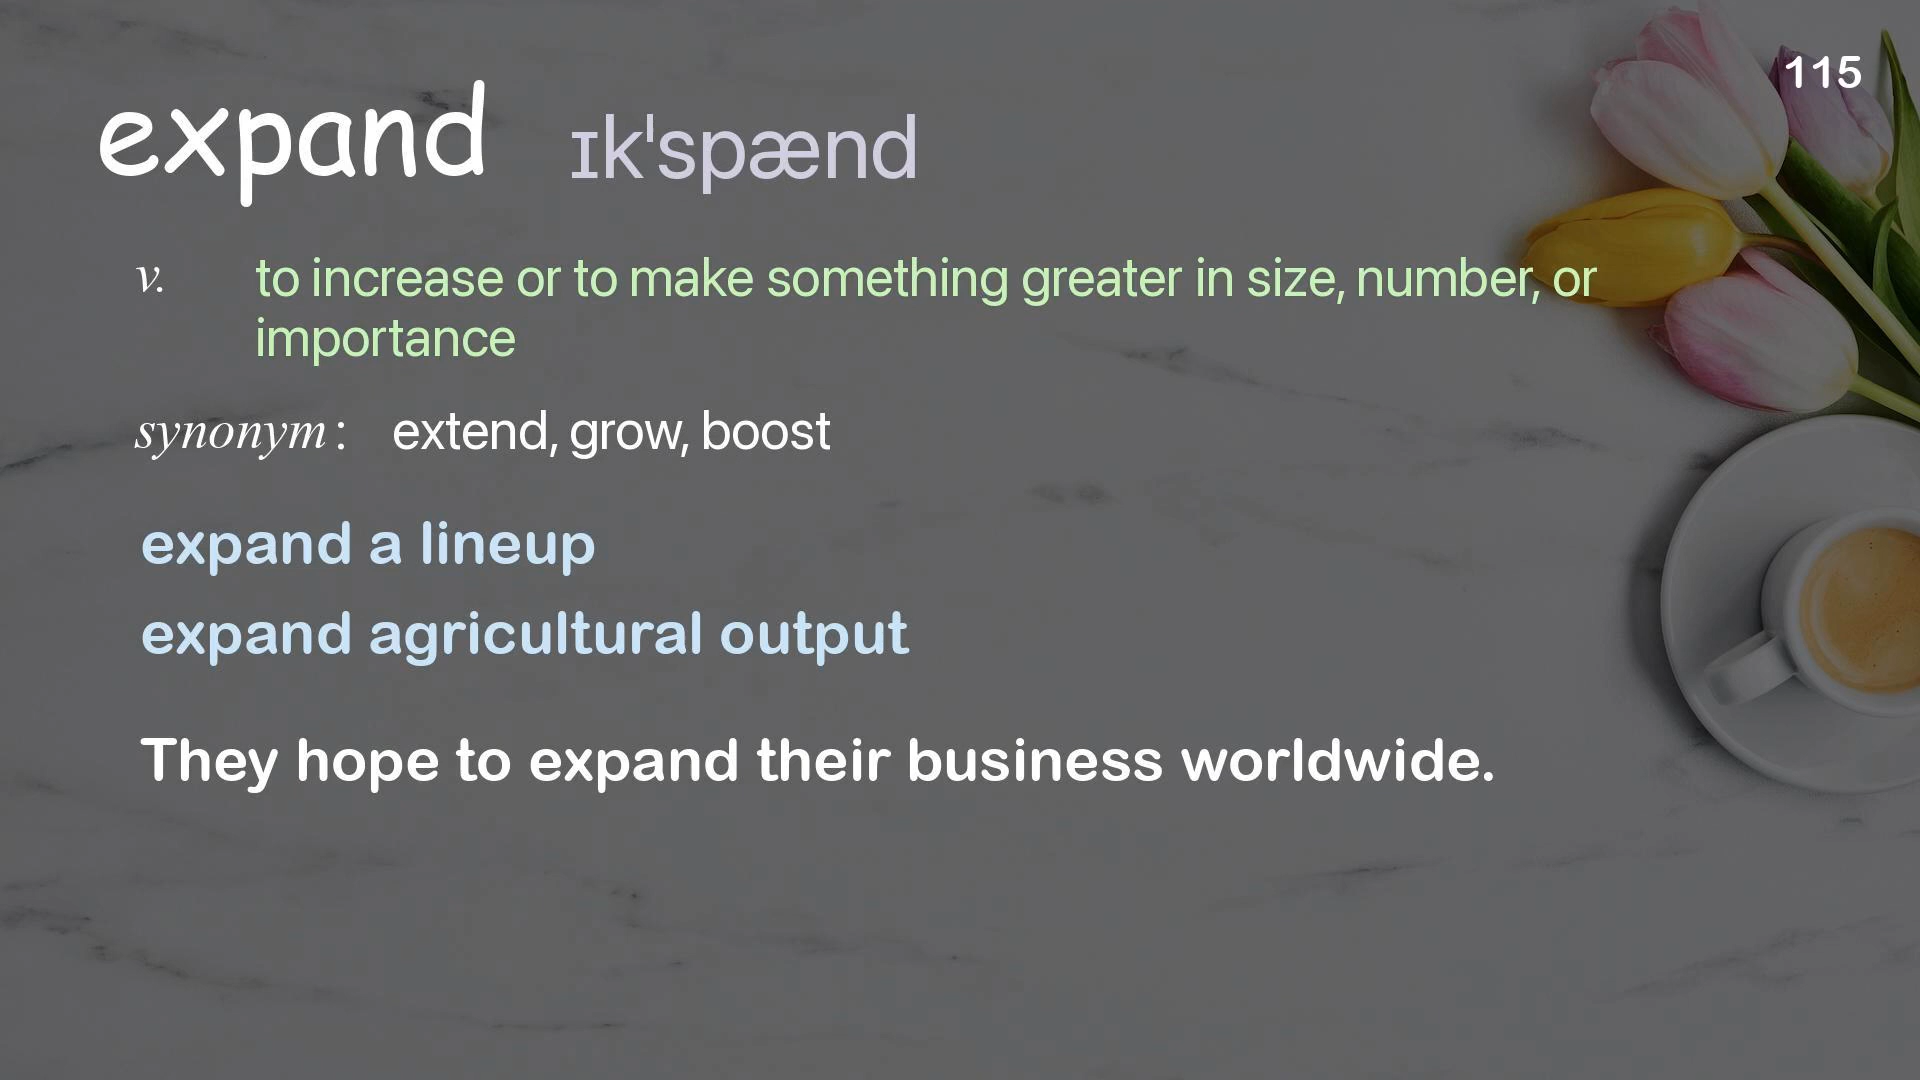 115
expand ɪkˈspænd
v. to increase or to make something greater in size, number, or
importance
synonym: extend, grow, boost
expand a lineup
expand agricultural output
They hope to expand their business worldwide.